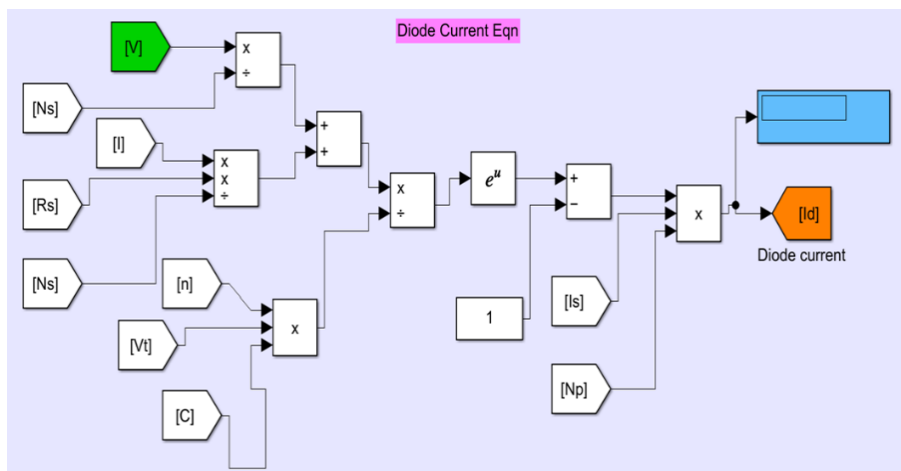 Diode Current Eqn
[V]
x
÷
[Ns]
+
+
[I]
x
x
÷
[Rs]
x
÷
e^u
+
−
x
[Id]
Diode current
[Ns]
[n]
[Is]
x
1
[Vt]
[Np]
[C]